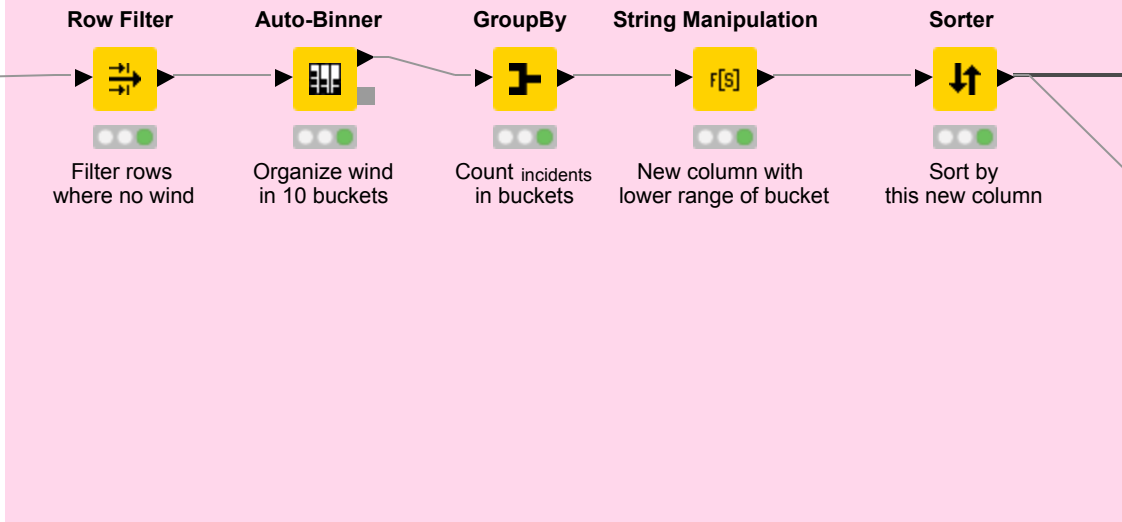 Row Filter
Auto-Binner
GroupBy
String Manipulation
Sorter
F[S]
Filter rows
where no wind
Organize wind
in 10 buckets
Count incidents
in buckets
New column with
lower range of bucket
Sort by
this new column